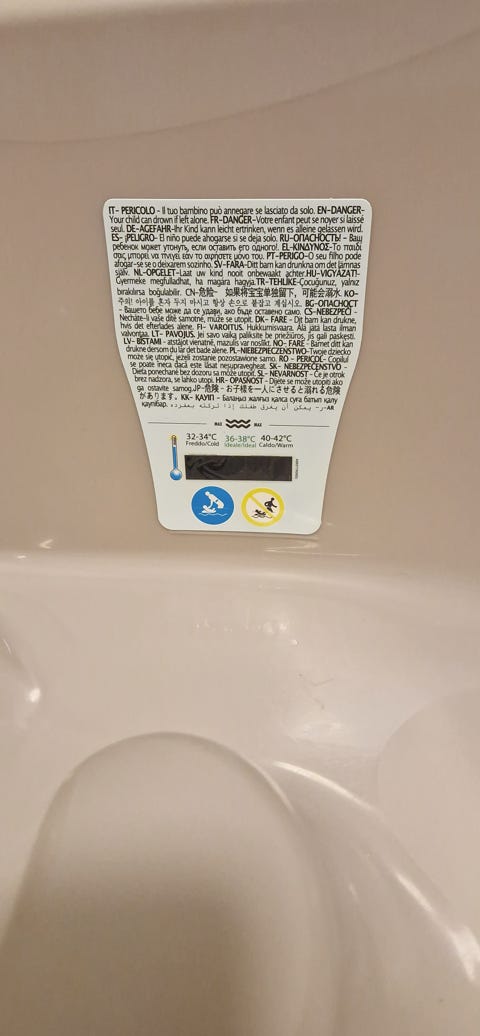 IT- PERICOLO - Il tuo bambino può annegare se lasciato da solo. EN-DANGER-
Your child can drown if left alone. FR-DANGER-Votre enfant peut se noyer si laissé
seul. DE-AGEFAHR-Ihr Kind kann leicht ertrinken, wenn es alleine gelassen wird.
ES- ¡PELIGRO- El niño puede ahogarse si se deja solo. RU-ОПАСНОСТЬ! - Ваш
ребёнок может утонуть, если оставить его одного!. EL-ΚΙΝΔΥΝΟΣ-Το παιδί
σας μπορεί να πνιγεί εάν το αφήσετε μόνο του. PT-PERIGO-O seu filho pode
afogar-se se o deixarem sozinho. SV-FARA-Ditt barn kan drunkna om det lämnas
själv. NL-OPGELET-Laat uw kind nooit onbewaakt achter.HU-VIGYÁZAT!-
Gyermeke megfulladhat, ha magára hagyja.TR-TEHLİKE-Çocuğunuz, yalnız
bırakılırsa boğulabilir. CN-危险- 如果将宝宝单独留下, 可能会溺水. KO-
주의! 아이를 혼자 두지 마시고 항상 손으로 붙잡고 계십시오. BG-ОПАСНОСТ
- Вашето бебе може да се удави, ако бъде оставено само. CS-NEBEZPEČÍ -
Necháte-li vaše dítě samotné, může se utopit. DK- FARE - Dit barn kan drukne,
hvis det efterlades alene. FI- VAROITUS. Hukkumisvaara. Älä jätä lasta ilman
valvontaa. LT- PAVOJUS. Jei savo vaiką paliksite be priežiūros, jis gali paskęsti.
LV- BĪSTAMI - atstājot vienatnē, mazulis var noslīkt. NO- FARE - Barnet ditt kan
drukne dersom du lar det bade alene. PL-NIEBEZPIECZEŃSTWO-Twoje dziecko
może się utopić, jeżeli zostanie pozostawione samo. RO - PERICOL- Copilul
se poate îneca dacă este lăsat nesupravegheat. SK- NEBEZPEČENSTVO -
Dieťa ponechané bez dozoru sa môže utopiť. SL- NEVARNOST - Če je otrok
brez nadzora, se lahko utopi. HR- OPASNOST - Dijete se može utopiti ako
ga ostavite samog.JP-危険 - お子様を一人にさせると溺れる危険
があります。KK- ҚАУІП - балаңыз жалғыз қалса суға батып қалу
қаупі бар. AR-ر- يمكن أن يغرق طفلك إذا تركته بمفرده
MAX MAX
32-34°C 36-38°C 40-42°C
Freddo/Cold Ideale/Ideal Caldo/Warm